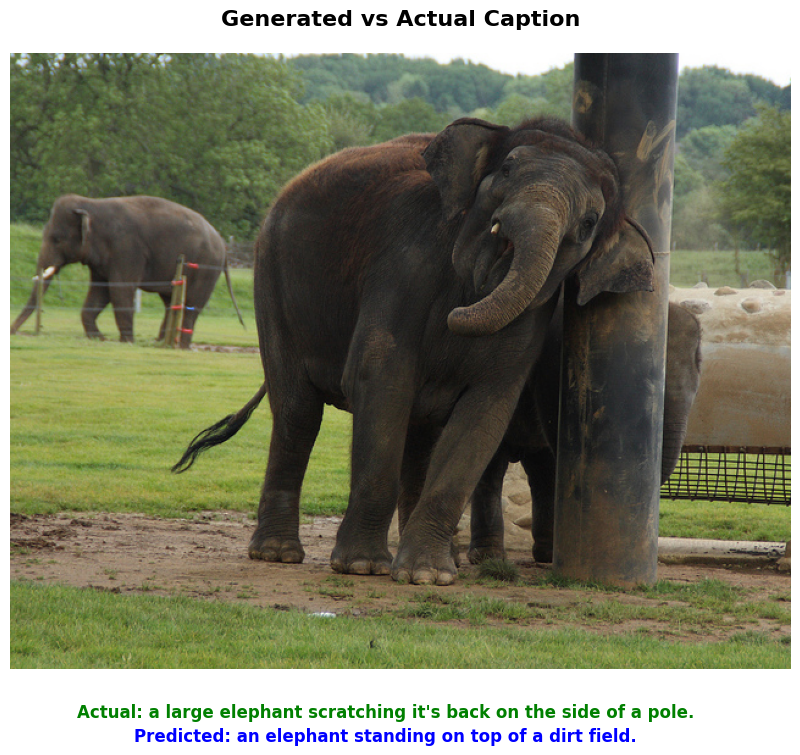 Generated vs Actual Caption
Actual: a large elephant scratching it's back on the side of a pole.
Predicted: an elephant standing on top of a dirt field.